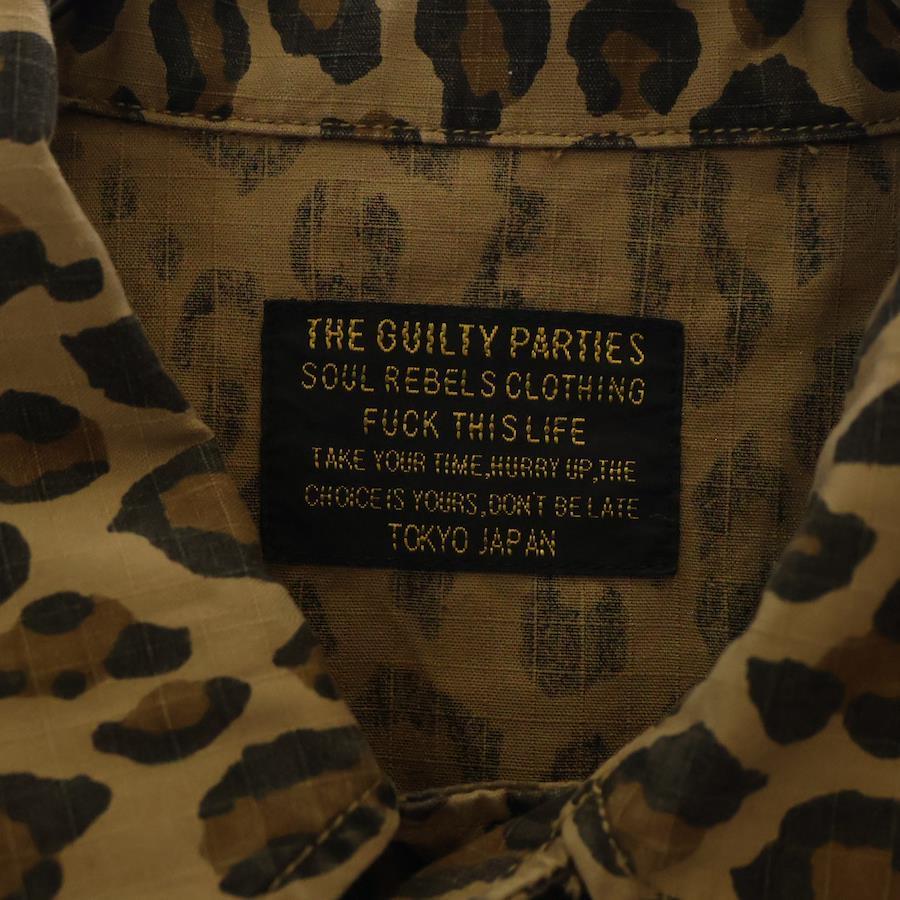 THE GUILTY PARTIES
SOUL REBELS CLOTHING
FUCK THIS LIFE
TAKE YOUR TIME,HURRY UP,THE
CHOICE IS YOURS,DON'T BE LATE
TOKYO JAPAN